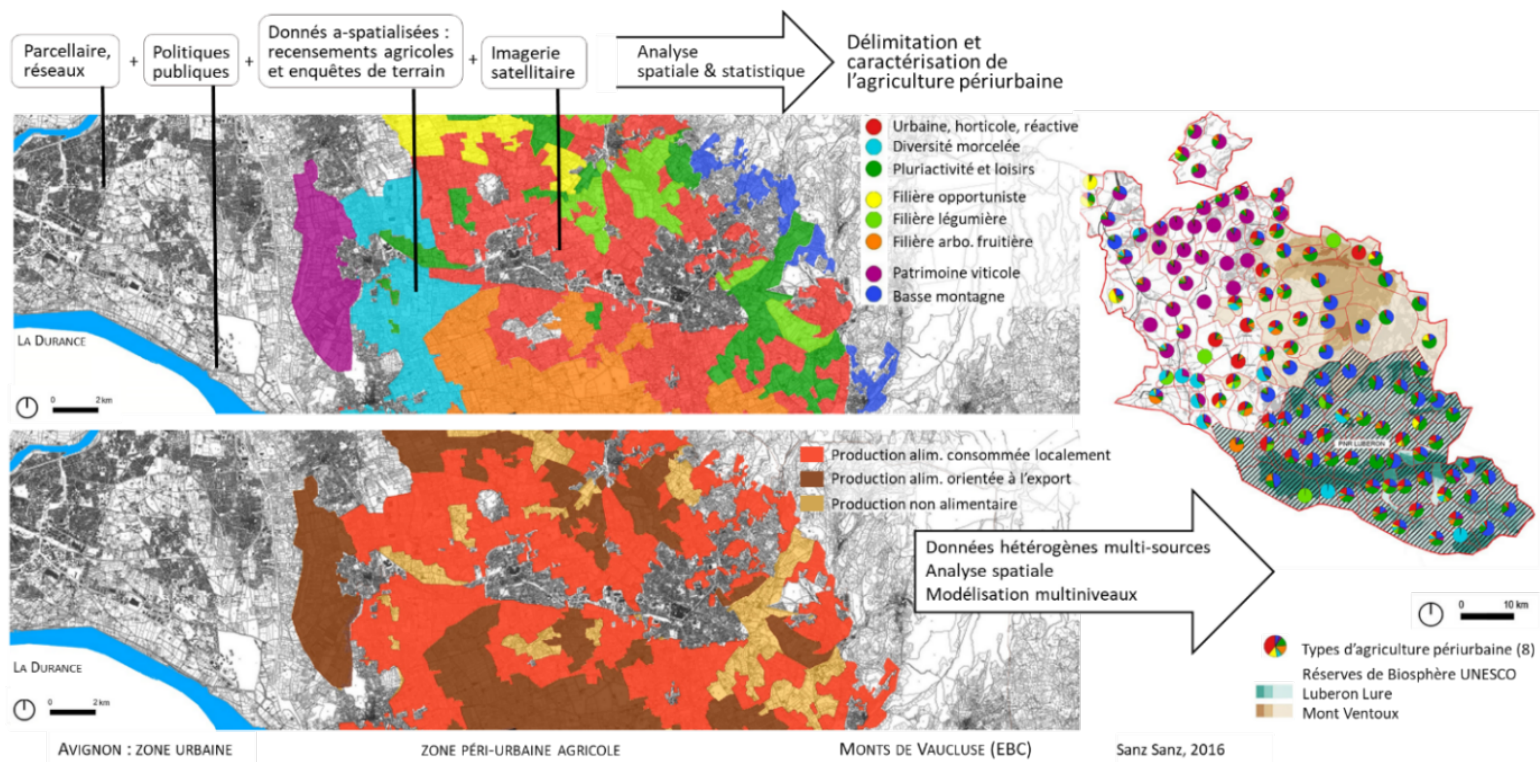 Parcellaire,
réseaux
+
Politiques
publiques
+
Donnés a-spatialisées :
recensements agricoles
et enquêtes de terrain
+
Imagerie
satellitaire
Analyse
spatiale & statistique
Délimitation et
caractérisation de
l'agriculture périurbaine
Urbaine, horticole, réactive
Diversité morcelée
Pluriactivité et loisirs
Filière opportuniste
Filière légumière
Filière arbo. fruitière
Patrimoine viticole
Basse montagne
LA DURANCE
0 2 km
PNR LUBERON
Production alim. consommée localement
Production alim. orientée à l'export
Production non alimentaire
Données hétérogènes multi-sources
Analyse spatiale
Modélisation multiniveaux
LA DURANCE
0 2 km
0 10 km
Types d'agriculture périurbaine (8)
Réserves de Biosphère UNESCO
Luberon Lure
Mont Ventoux
AVIGNON : ZONE URBAINE
ZONE PÉRI-URBAINE AGRICOLE
MONTS DE VAUCLUSE (EBC)
Sanz Sanz, 2016